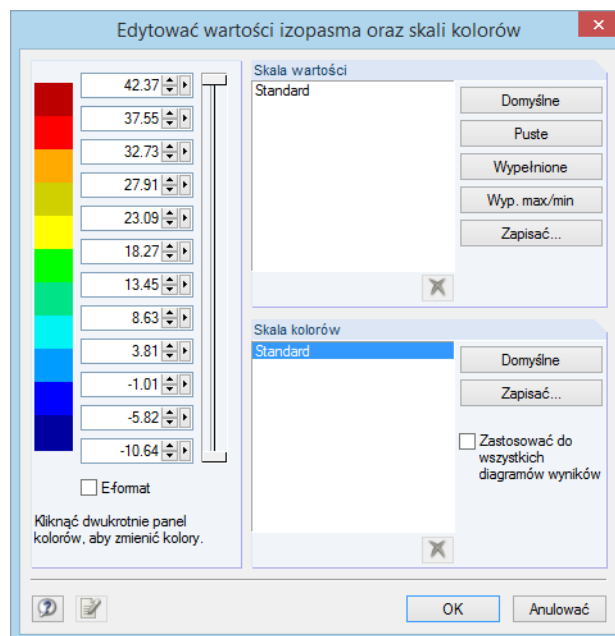 Edytować wartości izopasma oraz skali kolorów
42.37
37.55
32.73
27.91
23.09
18.27
13.45
8.63
3.81
-1.01
-5.82
-10.64
E-format
Kliknąć dwukrotnie panel
kolorów, aby zmienić kolory.
Skala wartości
Standard
Domyślne
Puste
Wypełnione
Wyp. max/min
Zapisać...
Skala kolorów
Standard
Domyślne
Zapisać...
Zastosować do
wszystkich
diagramów wyników
OK
Anulować